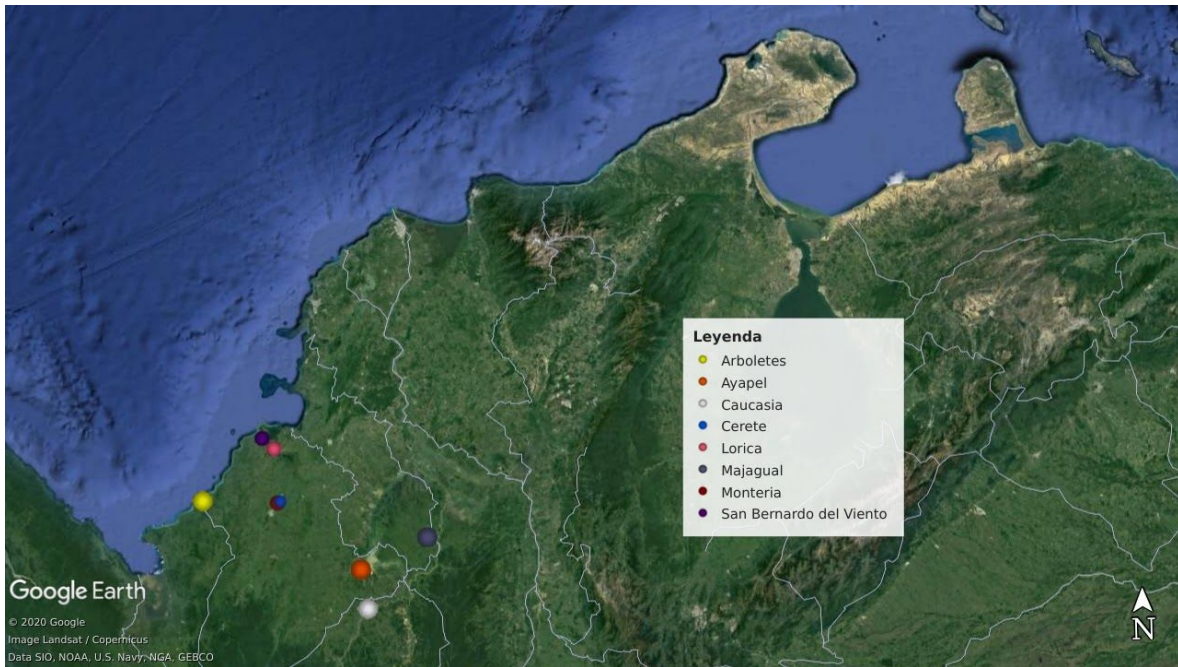 Leyenda
Arboletes
Ayapel
Caucasia
Cerete
Lorica
Majagual
Monteria
San Bernardo del Viento
Google Earth
© 2020 Google
Image Landsat / Copernicus
Data SIO, NOAA, U.S. Navy, NGA, GEBCO
N